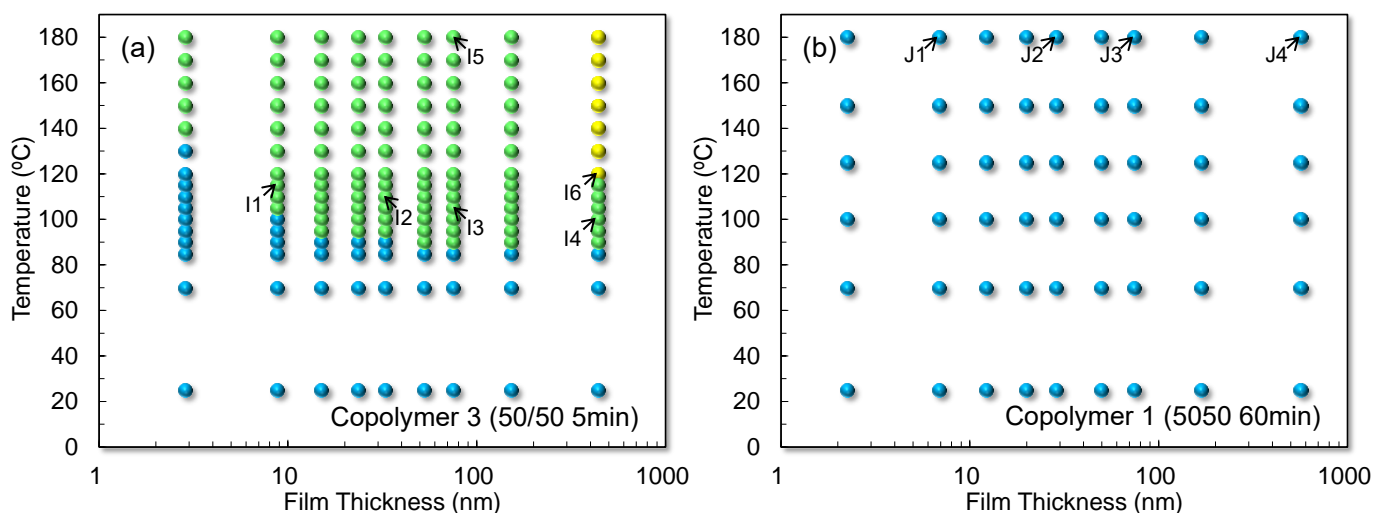 (a)
180
160
140
120
100
80
60
40
20
0
Temperature (ºC)
I5
I1
I2
I3
I6
I4
Copolymer 3 (50/50 5min)
1
10
100
1000
Film Thickness (nm)
(b)
180
160
140
120
100
80
60
40
20
0
Temperature (ºC)
J1
J2
J3
J4
Copolymer 1 (5050 60min)
1
10
100
1000
Film Thickness (nm)